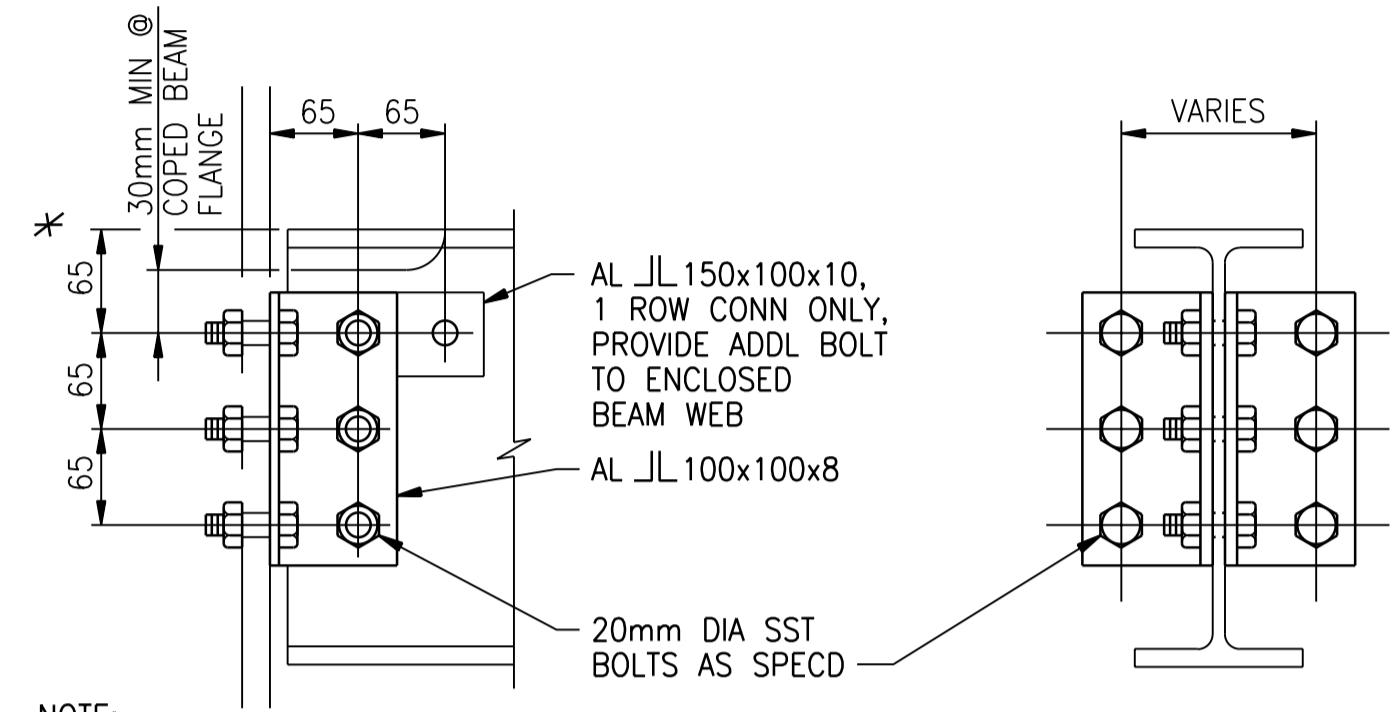 30mm MIN @
COPED BEAM
FLANGE
65
65
VARIES
65
65
65
AL ⅃L 150x100x10,
1 ROW CONN ONLY,
PROVIDE ADDL BOLT
TO ENCLOSED
BEAM WEB
AL ⅃L 100x100x8
20mm DIA SST
BOLTS AS SPECD
NOTE: